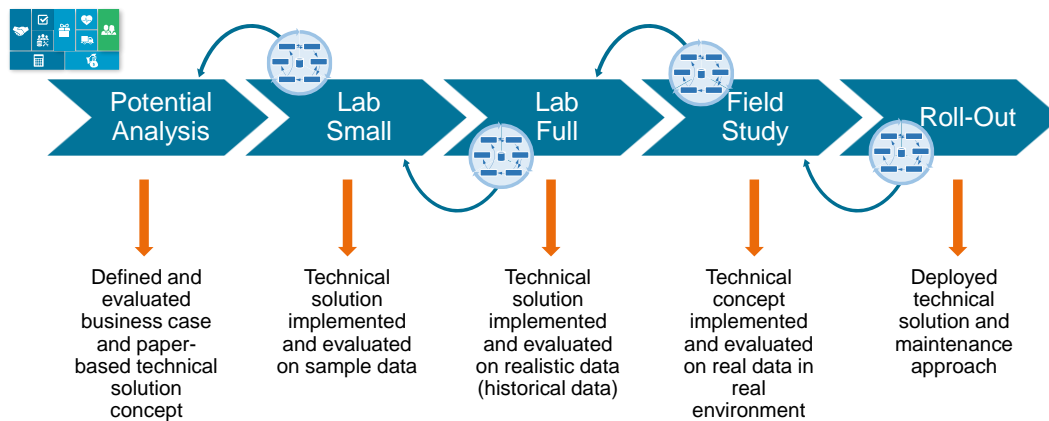 Potential
Analysis
Lab
Small
Lab
Full
Field
Study
Roll-Out
Defined and
evaluated
business case
and paper-
based technical
solution
concept
Technical
solution
implemented
and evaluated
on sample data
Technical
solution
implemented
and evaluated
on realistic data
(historical data)
Technical
concept
implemented
and evaluated
on real data in
real
environment
Deployed
technical
solution and
maintenance
approach